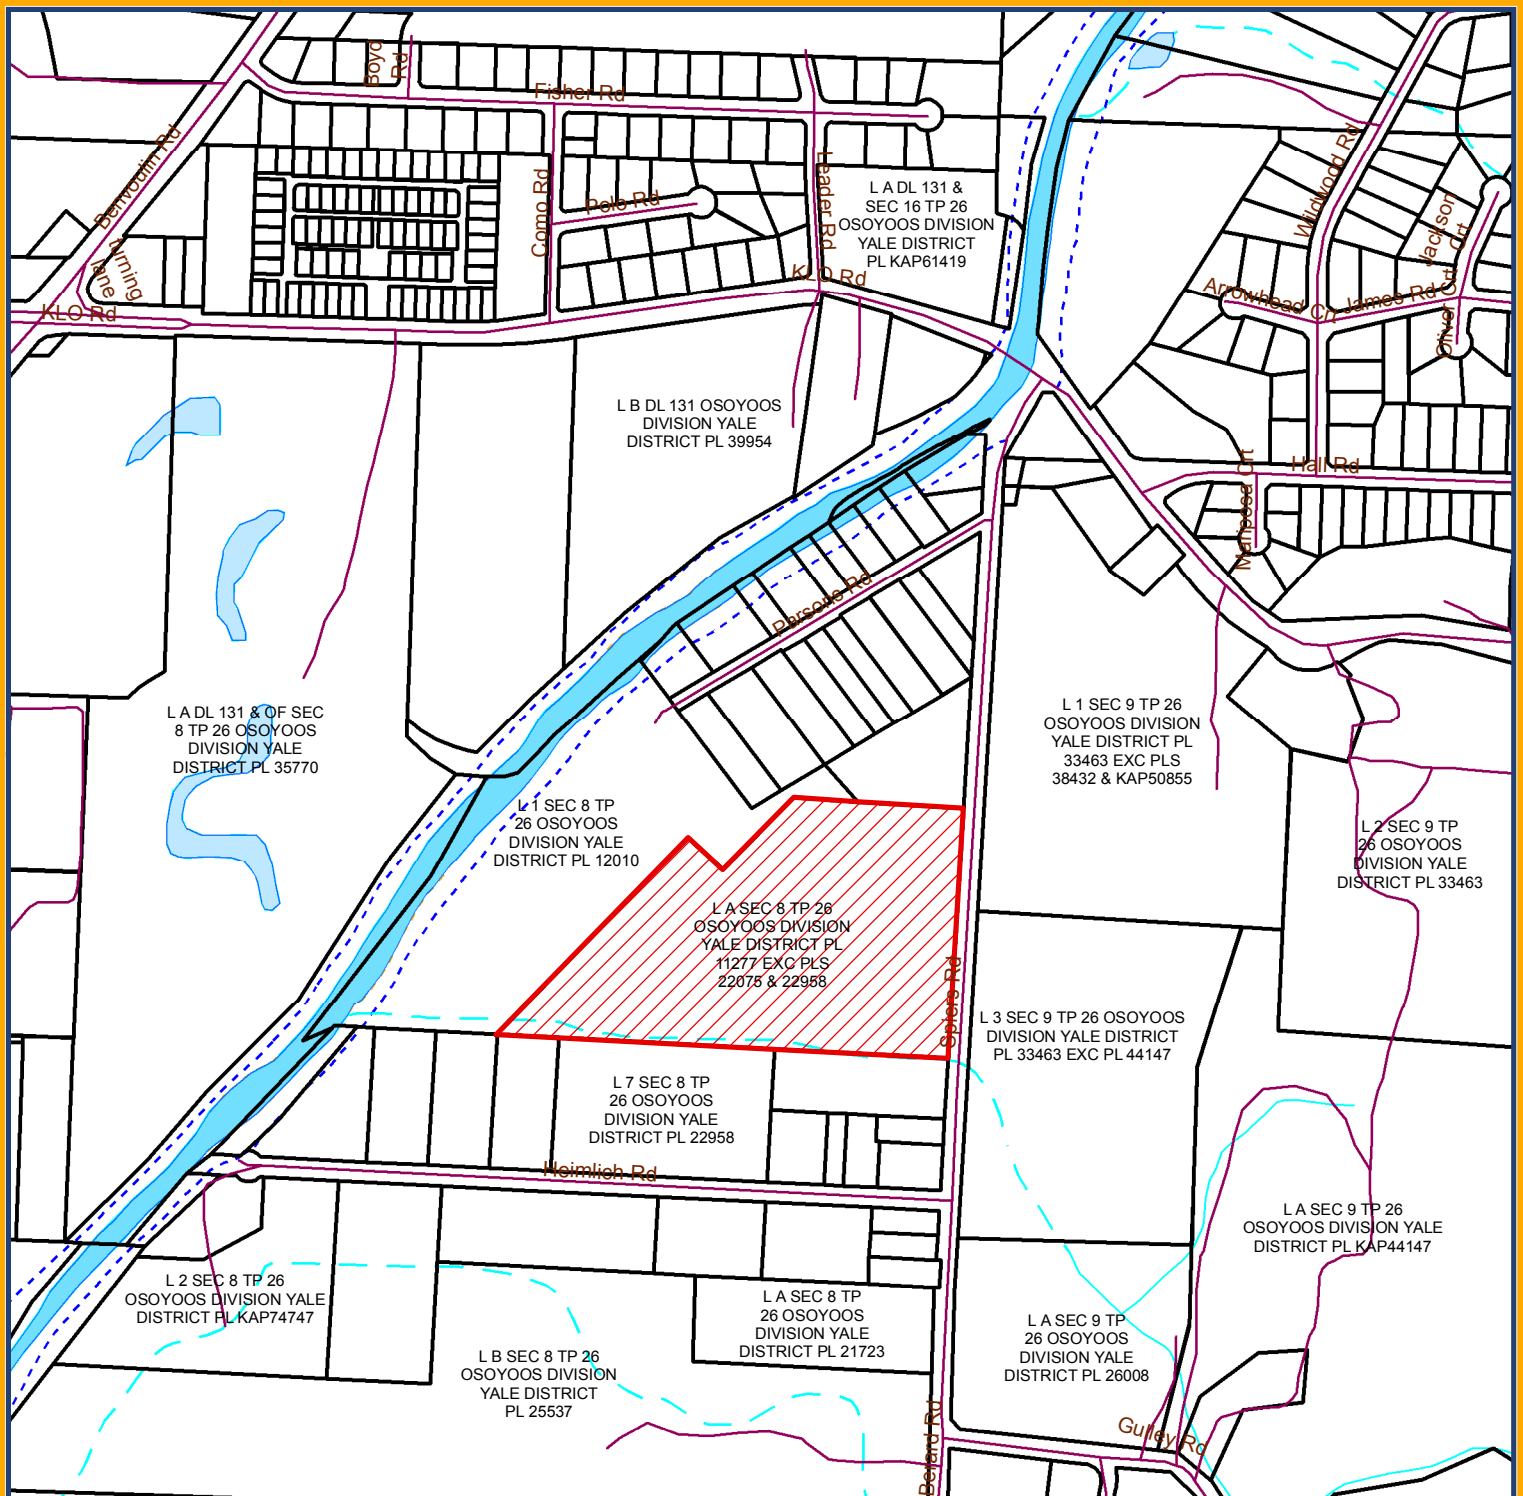 Boyd
Rd
Fisher Rd
Benvoulin Rd
Leader Rd
Como Rd
Polo Rd
L A DL 131 &
SEC 16 TP 26
OSOYOOS DIVISION
YALE DISTRICT
PL KAP61419
Wildwood Rd
Jackson
Crt
turning
lane
KLO Rd
KLO Rd
Arrowhead Crt
James Rd
Oliver Crt
L B DL 131 OSOYOOS
DIVISION YALE
DISTRICT PL 39954
Hall Rd
Mariposa Crt
Parsons Rd
L A DL 131 & OF SEC
8 TP 26 OSOYOOS
DIVISION YALE
DISTRICT PL 35770
L 1 SEC 9 TP 26
OSOYOOS DIVISION
YALE DISTRICT PL
33463 EXC PLS
38432 & KAP50855
L 1 SEC 8 TP
26 OSOYOOS
DIVISION YALE
DISTRICT PL 12010
L 2 SEC 9 TP
26 OSOYOOS
DIVISION YALE
DISTRICT PL 33463
L A SEC 8 TP 26
OSOYOOS DIVISION
YALE DISTRICT PL
11277 EXC PLS
22075 & 22958
Spiers Rd
L 3 SEC 9 TP 26 OSOYOOS
DIVISION YALE DISTRICT
PL 33463 EXC PL 44147
L 7 SEC 8 TP
26 OSOYOOS
DIVISION YALE
DISTRICT PL 22958
Heimlich Rd
L A SEC 9 TP 26
OSOYOOS DIVISION YALE
DISTRICT PL KAP44147
L 2 SEC 8 TP 26
OSOYOOS DIVISION YALE
DISTRICT PL KAP74747
L A SEC 8 TP
26 OSOYOOS
DIVISION YALE
DISTRICT PL 21723
L A SEC 9 TP
26 OSOYOOS
DIVISION YALE
DISTRICT PL 26008
L B SEC 8 TP 26
OSOYOOS DIVISION
YALE DISTRICT
PL 25537
Berard Rd
Gulley Rd